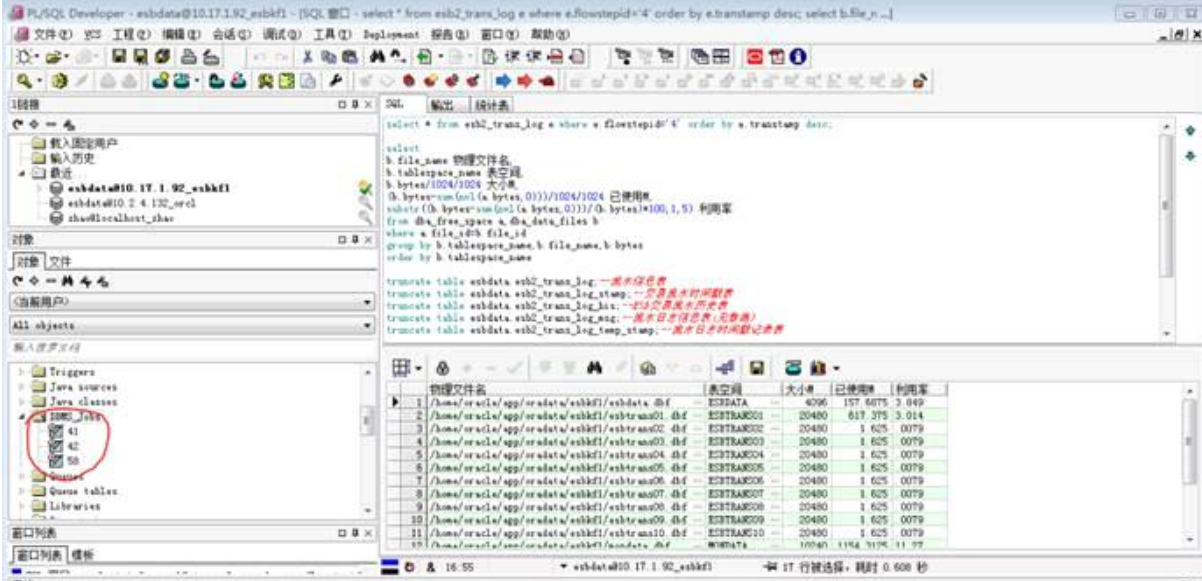 PL/SQL Developer - esbdata@10.17.1.92_esbkf1 - [SQL 窗口 - select * from esb2_trans_log e where e.flowstepid='4' order by e.transtamp desc; select b.file_n ...]
文件(F) VCS 工程(P) 编辑(E) 会话(S) 调试(D) 工具(T) Deployment 报告(R) 窗口(W) 帮助(H)
连接
载入固定用户
输入历史
最近
esbdata@10.17.1.92_esbkf1
esbdata@10.2.4.132_orcl
zhao@localhost_zhao
对象
对象 文件
<当前用户>
All objects
Triggers
Java sources
Java classes
DBMS_Jobs
41
42
58
Queues
Queue tables
Libraries
窗口列表
窗口列表 模板
SQL 输出 统计表
select * from esb2_trans_log e where e.flowstepid='4' order by e.transtamp desc;
select
b.file_name 物理文件名,
b.tablespace_name 表空间,
b.bytes/1024/1024 大小M,
(b.bytes-sum(nvl(a.bytes,0)))/1024/1024 已使用M,
substr((b.bytes-sum(nvl(a.bytes,0)))/(b.bytes)*100,1,5) 利用率
from dba_free_space a,dba_data_files b
where a.file_id=b.file_id
group by b.tablespace_name,b.file_name,b.bytes
order by b.tablespace_name
truncate table esbdata.esb2_trans_log;--流水信息表
truncate table esbdata.esb2_trans_log_stamp;--交易流水时间戳表
truncate table esbdata.esb2_trans_log_his;--ESB交易流水历史表
truncate table esbdata.esb2_trans_log_msg;--流水日志信息表(元数据)
truncate table esbdata.esb2_trans_log_temp_stamp;--流水日志时间戳记录表
物理文件名 表空间 大小M 已使用M 利用率
1 /home/oracle/app/oradata/esbkf1/esbdata.dbf ESBDATA 4096 157.6875 3.849
2 /home/oracle/app/oradata/esbkf1/esbtrans01.dbf ESBTRANS01 20480 617.375 3.014
3 /home/oracle/app/oradata/esbkf1/esbtrans02.dbf ESBTRANS02 20480 1.625 .0079
4 /home/oracle/app/oradata/esbkf1/esbtrans03.dbf ESBTRANS03 20480 1.625 .0079
5 /home/oracle/app/oradata/esbkf1/esbtrans04.dbf ESBTRANS04 20480 1.625 .0079
6 /home/oracle/app/oradata/esbkf1/esbtrans05.dbf ESBTRANS05 20480 1.625 .0079
7 /home/oracle/app/oradata/esbkf1/esbtrans06.dbf ESBTRANS06 20480 1.625 .0079
8 /home/oracle/app/oradata/esbkf1/esbtrans07.dbf ESBTRANS07 20480 1.625 .0079
9 /home/oracle/app/oradata/esbkf1/esbtrans08.dbf ESBTRANS08 20480 1.625 .0079
10 /home/oracle/app/oradata/esbkf1/esbtrans09.dbf ESBTRANS09 20480 1.625 .0079
11 /home/oracle/app/oradata/esbkf1/esbtrans10.dbf ESBTRANS10 20480 1.625 .0079
12 /home/oracle/app/oradata/esbkf1/mondata.dbf MONDATA 10240 1154.3125 11.27
16:55 esbdata@10.17.1.92_esbkf1 17 行被选择，耗时 0.608 秒